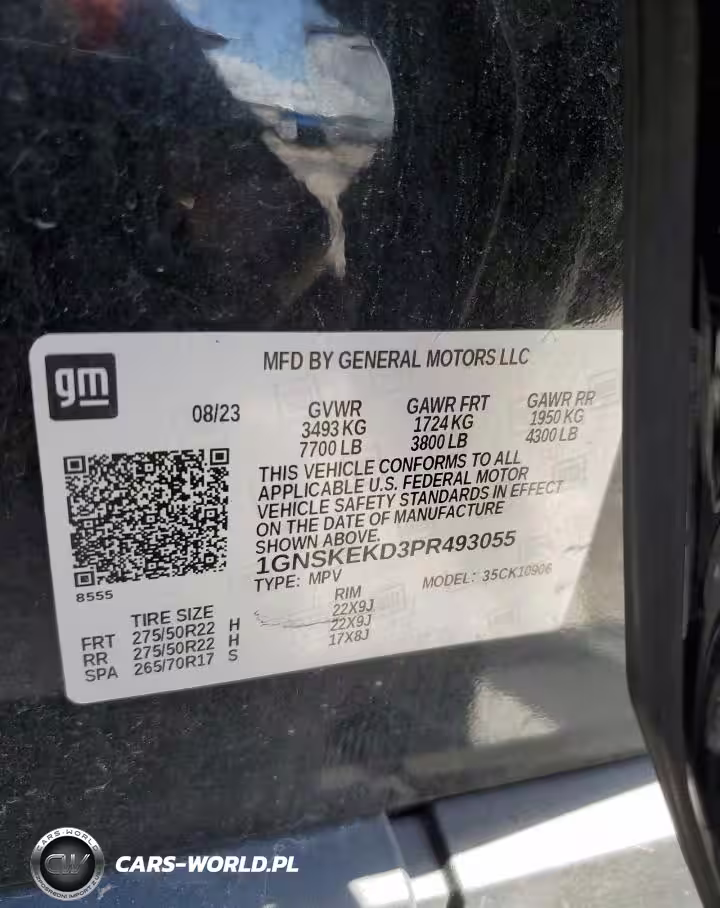 gm
MFD BY GENERAL MOTORS LLC
08/23
GVWR GAWR FRT GAWR RR
3493 KG 1724 KG 1950 KG
7700 LB 3800 LB 4300 LB
THIS VEHICLE CONFORMS TO ALL
APPLICABLE U.S. FEDERAL MOTOR
VEHICLE SAFETY STANDARDS IN EFFECT
ON THE DATE OF MANUFACTURE
SHOWN ABOVE.
1GNSKEKD3PR493055
TYPE: MPV MODEL: 35CK10906
8555
TIRE SIZE RIM
FRT 275/50R22 H 22X9J
RR 275/50R22 H 22X9J
SPA 265/70R17 S 17X8J
CARS-WORLD
CW
CARS-WORLD.PL